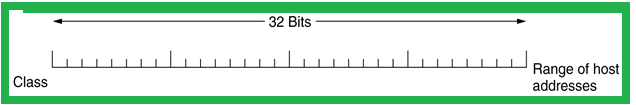 32 Bits
Class
Range of host
addresses